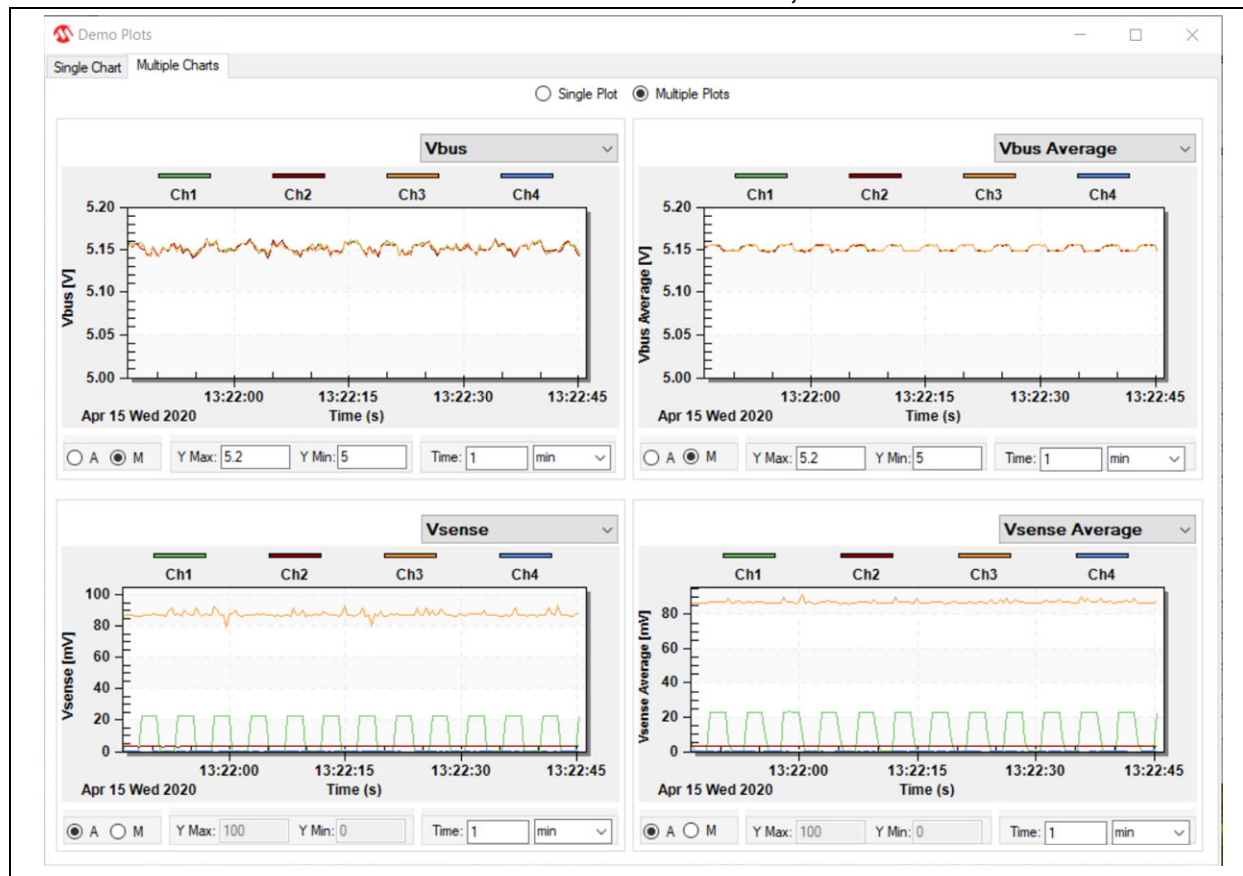 Demo Plots
Single Chart Multiple Charts
Single Plot Multiple Plots
Vbus
Ch1 Ch2 Ch3 Ch4
5.20
5.15
5.10
5.05
5.00
Vbus [V]
13:22:00 13:22:15 13:22:30 13:22:45
Apr 15 Wed 2020 Time (s)
A M Y Max: 5.2 Y Min: 5 Time: 1 min
Vbus Average
Ch1 Ch2 Ch3 Ch4
5.20
5.15
5.10
5.05
5.00
Vbus Average [V]
13:22:00 13:22:15 13:22:30 13:22:45
Apr 15 Wed 2020 Time (s)
A M Y Max: 5.2 Y Min: 5 Time: 1 min
Vsense
Ch1 Ch2 Ch3 Ch4
100
80
60
40
20
0
Vsense [mV]
13:22:00 13:22:15 13:22:30 13:22:45
Apr 15 Wed 2020 Time (s)
A M Y Max: 100 Y Min: 0 Time: 1 min
Vsense Average
Ch1 Ch2 Ch3 Ch4
80
60
40
20
0
Vsense Average [mV]
13:22:00 13:22:15 13:22:30 13:22:45
Apr 15 Wed 2020 Time (s)
A M Y Max: 100 Y Min: 0 Time: 1 min